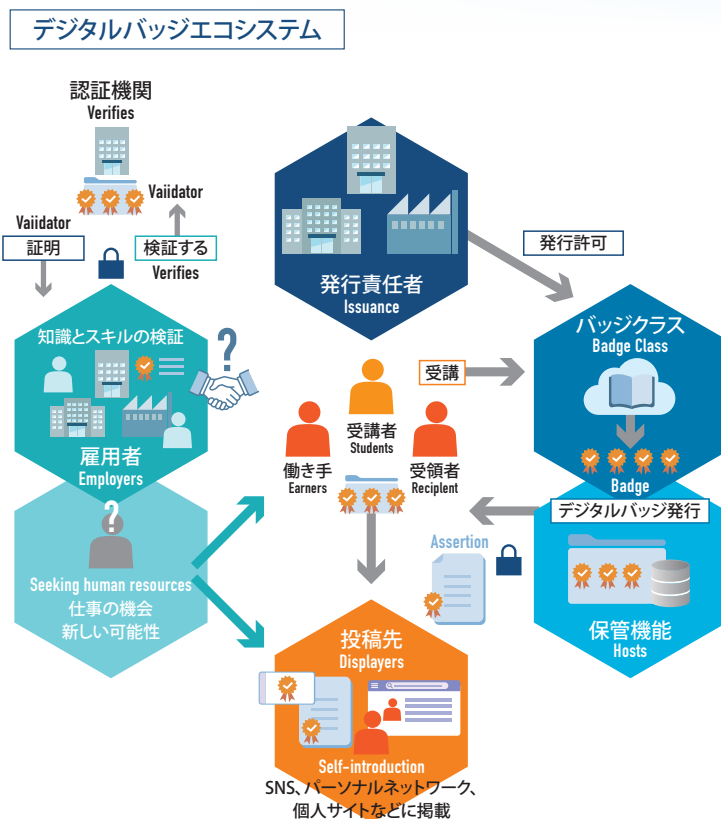 デジタルバッジエコシステム
認証機関
Verifies
Vaiidator
Vaiidator
証明
検証する
Verifies
発行責任者
Issuance
発行許可
知識とスキルの検証
?
雇用者
Employers
バッジクラス
Badge Class
Badge
受講
受講者
Students
働き手
Earners
受領者
Recipient
デジタルバッジ発行
Assertion
保管機能
Hosts
?
Seeking human resources
仕事の機会
新しい可能性
投稿先
Displayers
Self-introduction
SNS、パーソナルネットワーク、
個人サイトなどに掲載